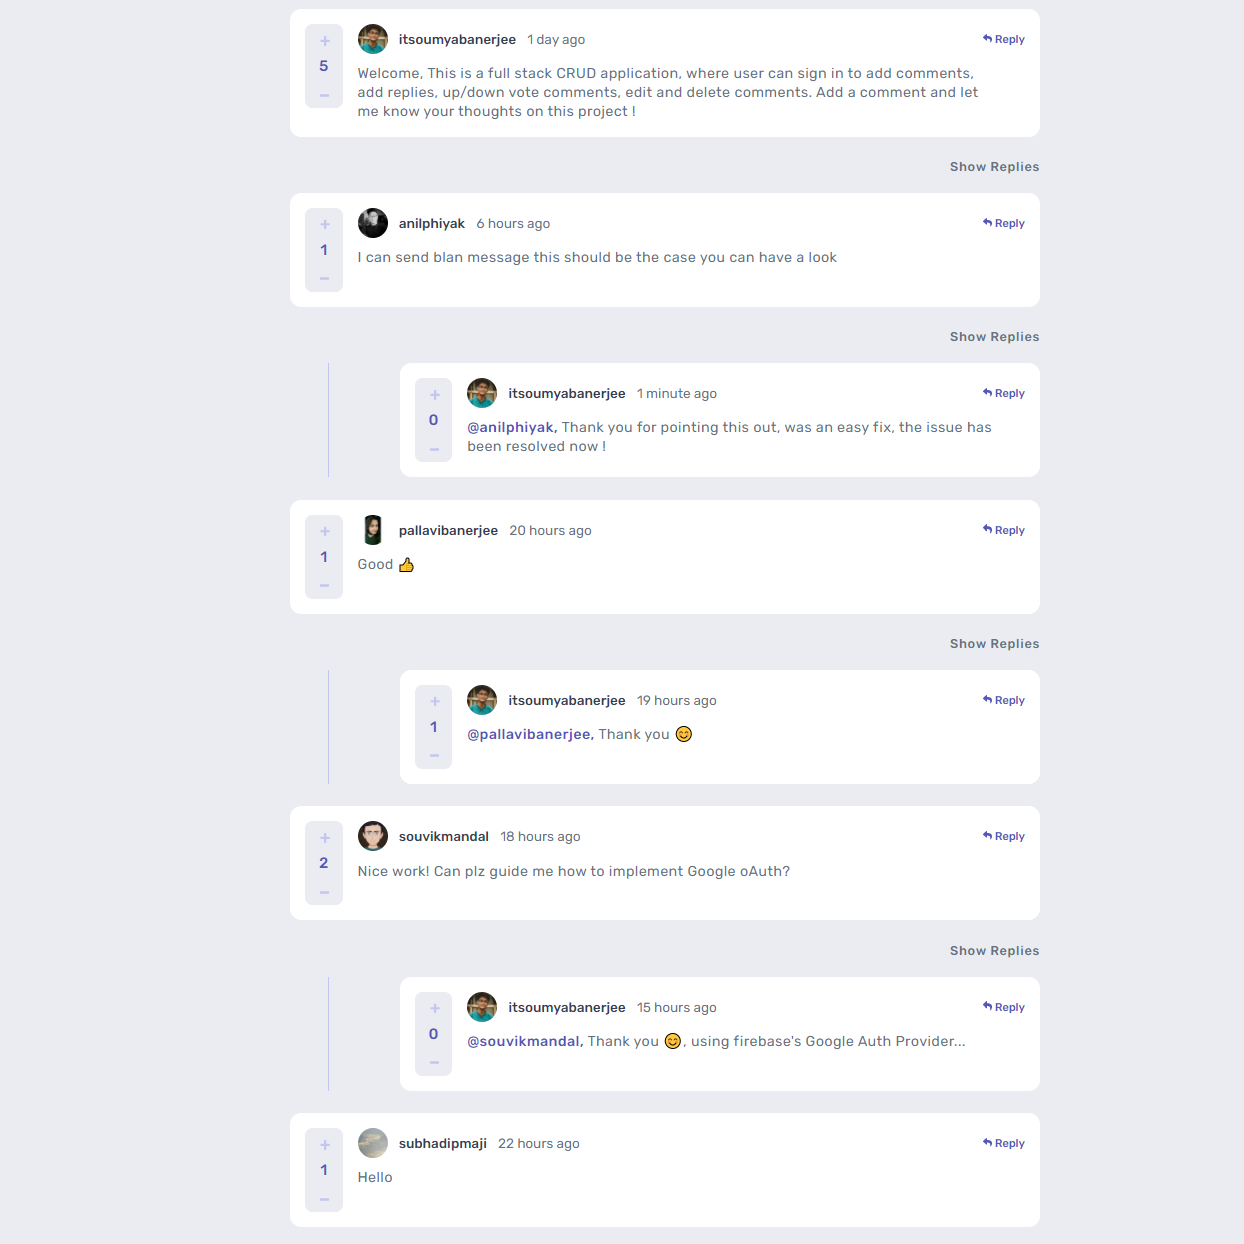 +
5
−
itsoumyabanerjee 1 day ago Reply
Welcome, This is a full stack CRUD application, where user can sign in to add comments,
add replies, up/down vote comments, edit and delete comments. Add a comment and let
me know your thoughts on this project !
Show Replies
+
1
−
anilphiyak 6 hours ago Reply
I can send blan message this should be the case you can have a look
Show Replies
+
0
−
itsoumyabanerjee 1 minute ago Reply
@anilphiyak, Thank you for pointing this out, was an easy fix, the issue has
been resolved now !
+
1
−
pallavibanerjee 20 hours ago Reply
Good 👍
Show Replies
+
1
−
itsoumyabanerjee 19 hours ago Reply
@pallavibanerjee, Thank you 😊
+
2
−
souvikmandal 18 hours ago Reply
Nice work! Can plz guide me how to implement Google oAuth?
Show Replies
+
0
−
itsoumyabanerjee 15 hours ago Reply
@souvikmandal, Thank you 😊, using firebase's Google Auth Provider...
+
1
−
subhadipmaji 22 hours ago Reply
Hello